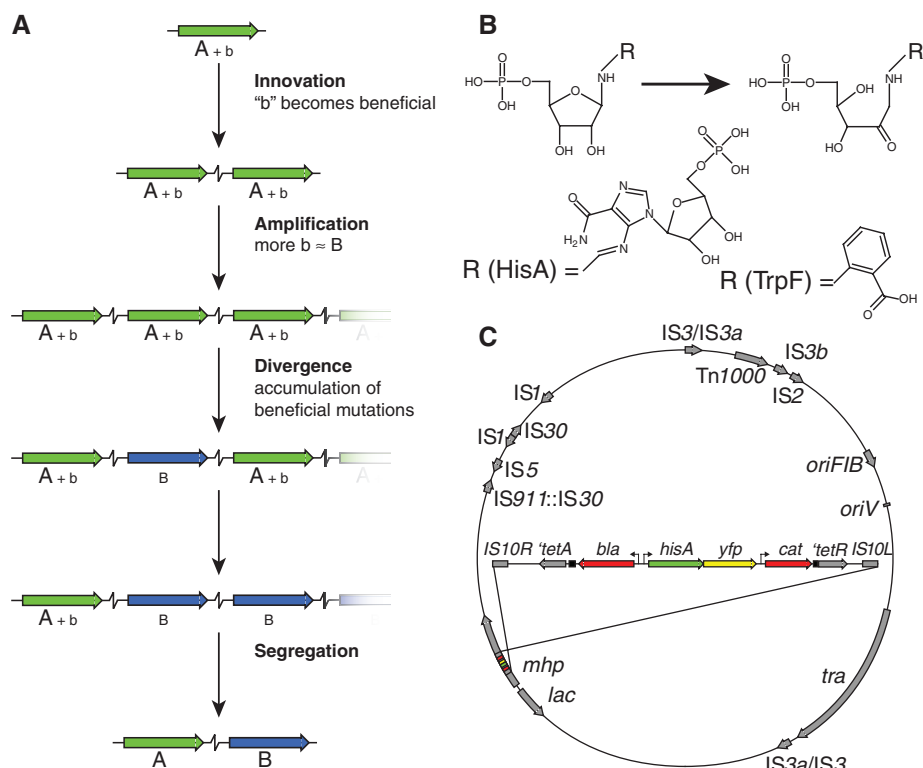 A
A + b
Innovation
“b” becomes beneficial
A + b
A + b
Amplification
more b ≈ B
A + b
A + b
A + b
A
Divergence
accumulation of
beneficial mutations
A + b
B
A + b
A
A + b
B
B
B
Segregation
A
B
B
R
O
HO P O
OH
O
NH
OH OH
R
O
HO P O
OH
OH
NH
HO
O
O
OH
P
OH
O
O
N
N
O
N
H2N
N
OH
OH
R (HisA) =
R (TrpF) =
OH
O
C
IS3/IS3a
Tn1000
IS3b
IS2
IS1
IS30
IS1
IS5
IS911::IS30
oriFIB
oriV
IS10R
‘tetA
bla
hisA
yfp
cat
‘tetR
IS10L
mhp
lac
tra
IS3a/IS3